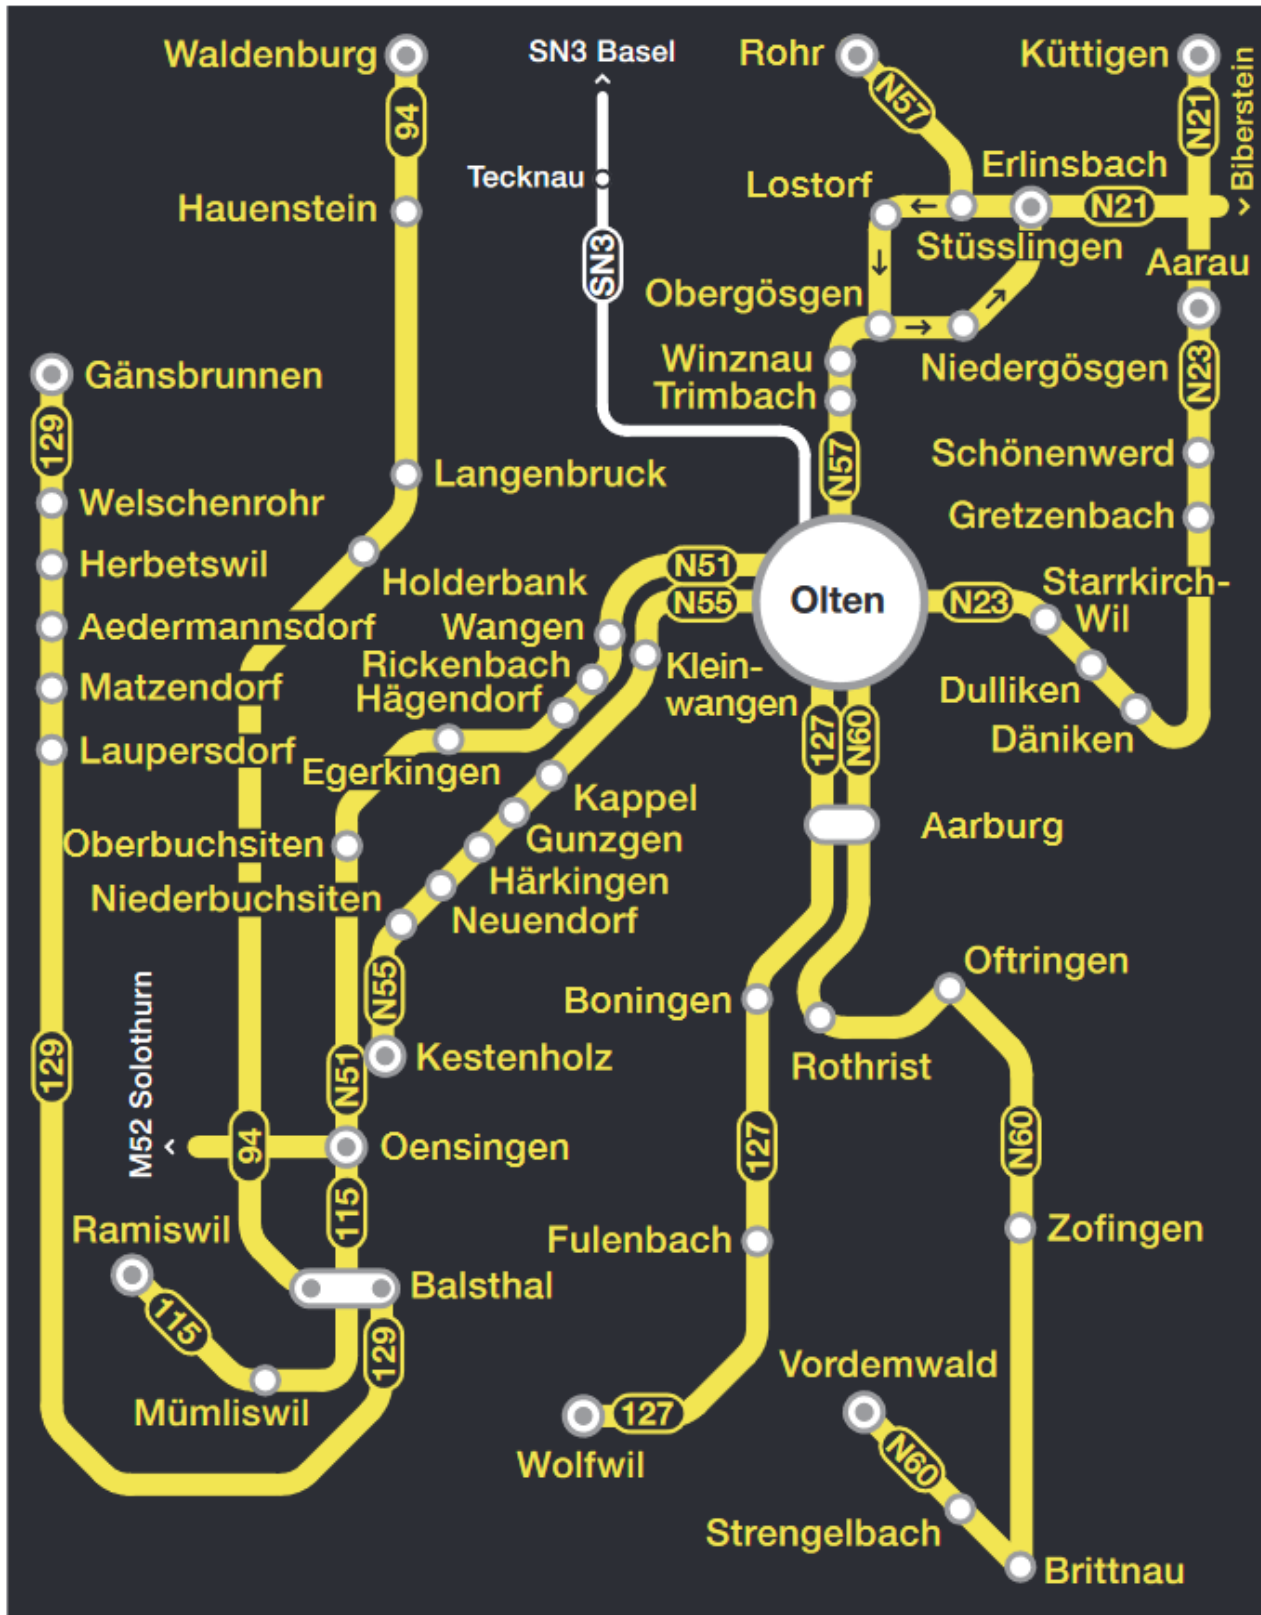 Waldenburg
SN3 Basel
Rohr
Küttigen
94
N57
N21
Biberstein
Tecknau
Erlinsbach
Lostorf
Hauenstein
N21
Stüsslingen
Aarau
SN3
Obergösgen
Winznau
Niedergösgen
N23
Gänsbrunnen
Trimbach
129
Schönenwerd
Langenbruck
N57
Welschenrohr
Gretzenbach
Herbetswil
Holderbank
N51
Starrkirch-
Wil
N55
Olten
N23
Aedermannsdorf
Wangen
Rickenbach
Klein-
wangen
Matzendorf
Hägendorf
Dulliken
Däniken
Laupersdorf
127
N60
Egerkingen
Kappel
Oberbuchsiten
Gunzgen
Aarburg
Niederbuchsiten
Härkingen
Neuendorf
Oftringen
N55
Boningen
M52 Solothurn
129
N51
Kestenholz
Rothrist
94
Oensingen
127
N60
115
Ramiswil
Fulenbach
Zofingen
Balsthal
115
129
Vordemwald
Mümliswil
127
Wolfwil
N60
Strengelbach
Brittnau